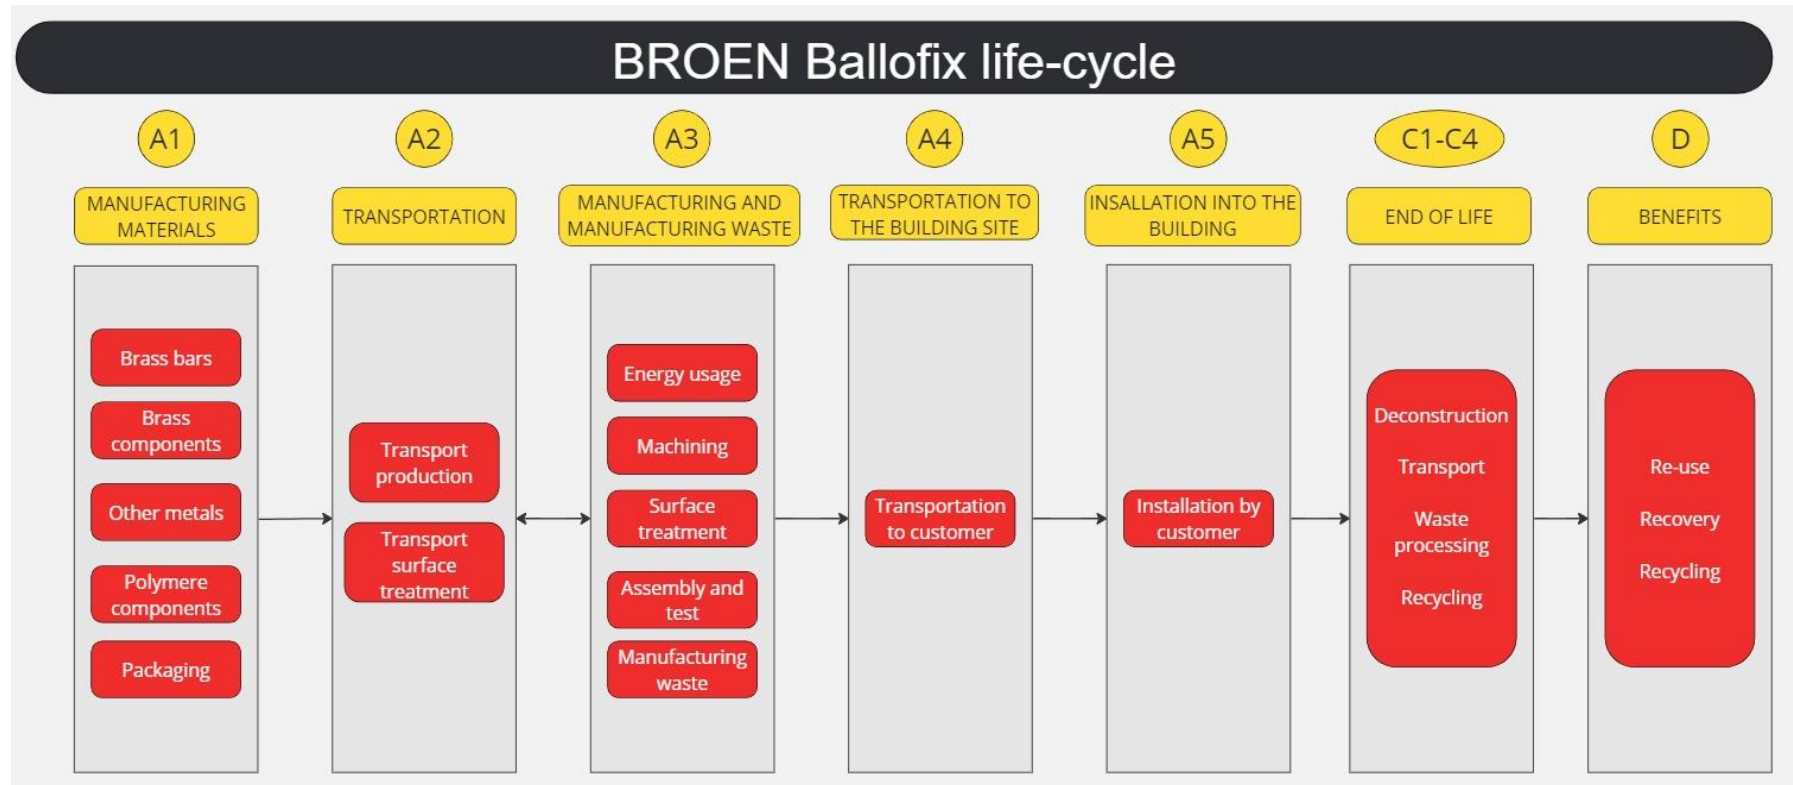 BROEN Ballofix life-cycle
A1
A2
A3
A4
A5
C1-C4
D
MANUFACTURING
MATERIALS
TRANSPORTATION
MANUFACTURING AND
MANUFACTURING WASTE
TRANSPORTATION TO
THE BUILDING SITE
INSALLATION INTO THE
BUILDING
END OF LIFE
BENEFITS
Brass bars
Brass
components
Other metals
Polymere
components
Packaging
Transport
production
Transport
surface
treatment
Energy usage
Machining
Surface
treatment
Assembly and
test
Manufacturing
waste
Transportation
to customer
Installation by
customer
Deconstruction
Transport
Waste
processing
Recycling
Re-use
Recovery
Recycling